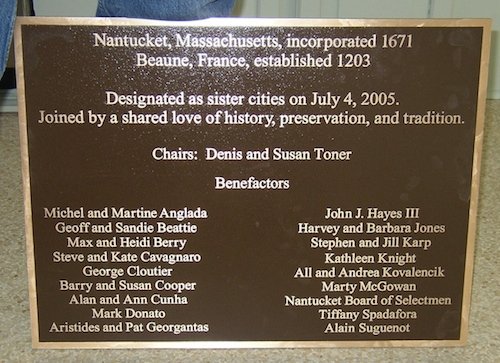 Nantucket, Massachusetts, incorporated 1671
Beaune, France, established 1203
Designated as sister cities on July 4, 2005.
Joined by a shared love of history, preservation, and tradition.
Chairs: Denis and Susan Toner
Benefactors
Michel and Martine Anglada
Geoff and Sandie Beattie
Max and Heidi Berry
Steve and Kate Cavagnaro
George Cloutier
Barry and Susan Cooper
Alan and Ann Cunha
Mark Donato
Aristides and Pat Georgantas
John J. Hayes III
Harvey and Barbara Jones
Stephen and Jill Karp
Kathleen Knight
All and Andrea Kovalencik
Marty McGowan
Nantucket Board of Selectmen
Tiffany Spadafora
Alain Suguenot